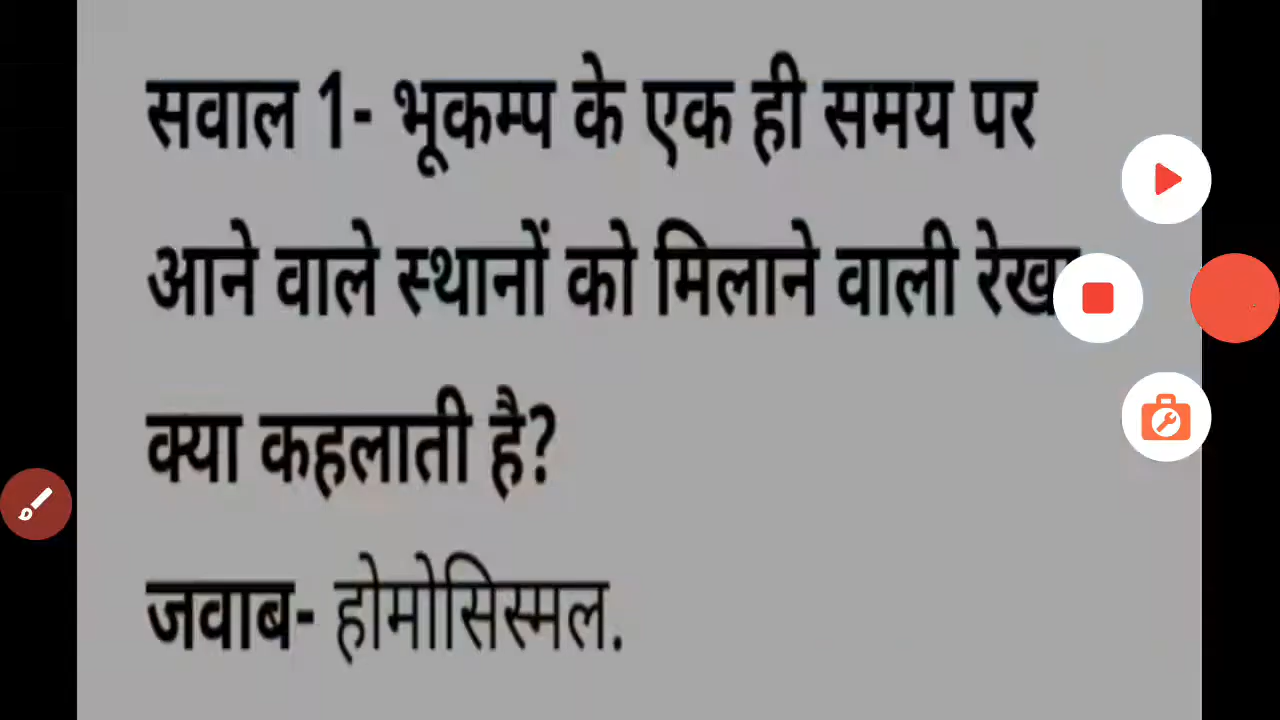 सवाल 1- भूकम्प के एक ही समय पर
आने वाले स्थानों को मिलाने वाली रेखा
क्या कहलाती है?
जवाब- होमोसिस्मल.